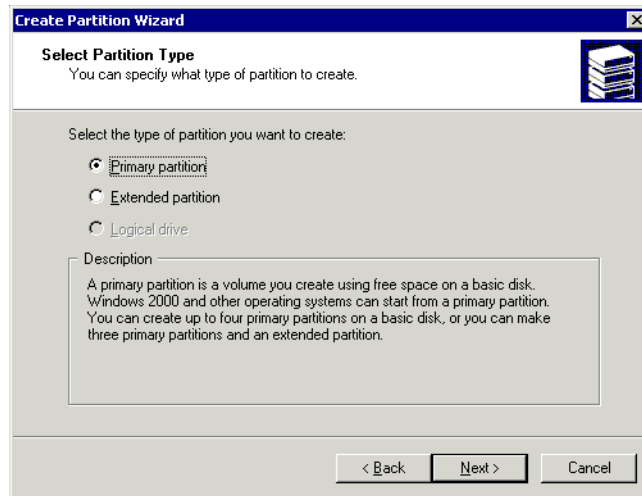 Create Partition Wizard
Select Partition Type
You can specify what type of partition to create.
Select the type of partition you want to create:
Primary partition
Extended partition
Logical drive
Description
A primary partition is a volume you create using free space on a basic disk.
Windows 2000 and other operating systems can start from a primary partition.
You can create up to four primary partitions on a basic disk, or you can make
three primary partitions and an extended partition.
< Back
Next >
Cancel